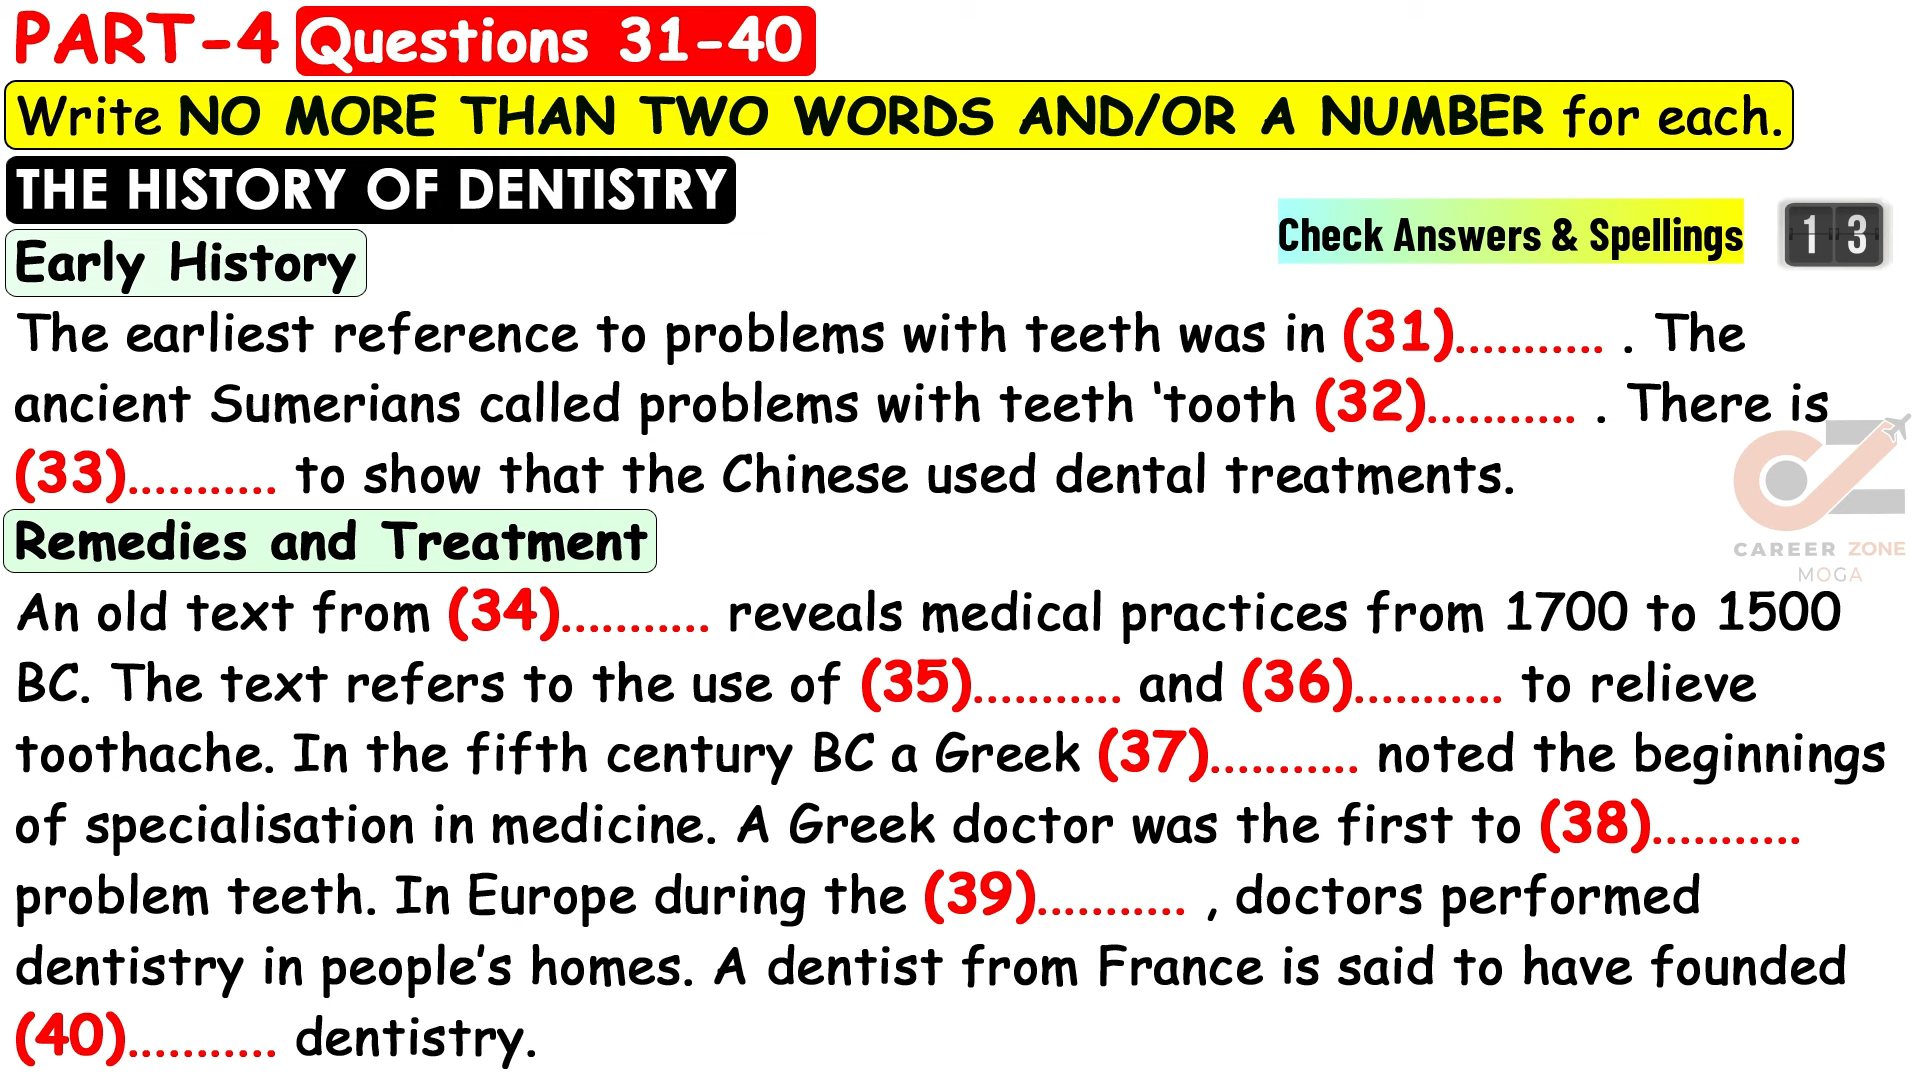 PART-4 Questions 31-40
Write NO MORE THAN TWO WORDS AND/OR A NUMBER for each.
THE HISTORY OF DENTISTRY
Check Answers & Spellings 13
Early History
The earliest reference to problems with teeth was in (31)........... . The
ancient Sumerians called problems with teeth ‘tooth (32)........... . There is
(33)........... to show that the Chinese used dental treatments.
CAREER ZONE
MOGA
Remedies and Treatment
An old text from (34)........... reveals medical practices from 1700 to 1500
BC. The text refers to the use of (35)........... and (36)........... to relieve
toothache. In the fifth century BC a Greek (37)........... noted the beginnings
of specialisation in medicine. A Greek doctor was the first to (38)...........
problem teeth. In Europe during the (39)........... , doctors performed
dentistry in people’s homes. A dentist from France is said to have founded
(40)........... dentistry.